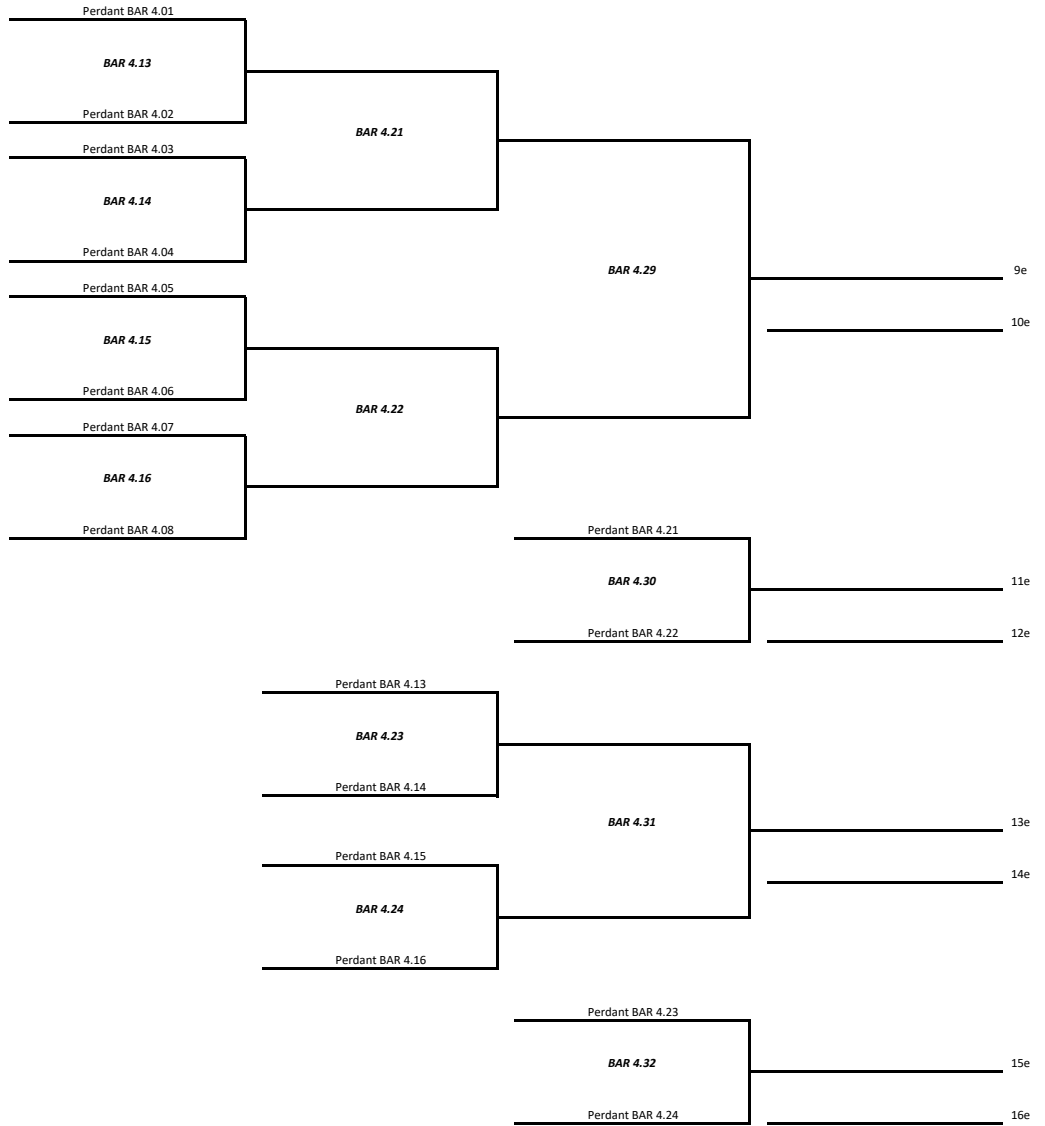 Perdant BAR 4.01
BAR 4.13
Perdant BAR 4.02
BAR 4.21
Perdant BAR 4.03
BAR 4.14
Perdant BAR 4.04
BAR 4.29
9e
Perdant BAR 4.05
10e
BAR 4.15
Perdant BAR 4.06
BAR 4.22
Perdant BAR 4.07
BAR 4.16
Perdant BAR 4.08
Perdant BAR 4.21
BAR 4.30
11e
Perdant BAR 4.22
12e
Perdant BAR 4.13
BAR 4.23
Perdant BAR 4.14
BAR 4.31
13e
Perdant BAR 4.15
14e
BAR 4.24
Perdant BAR 4.16
Perdant BAR 4.23
BAR 4.32
15e
Perdant BAR 4.24
16e